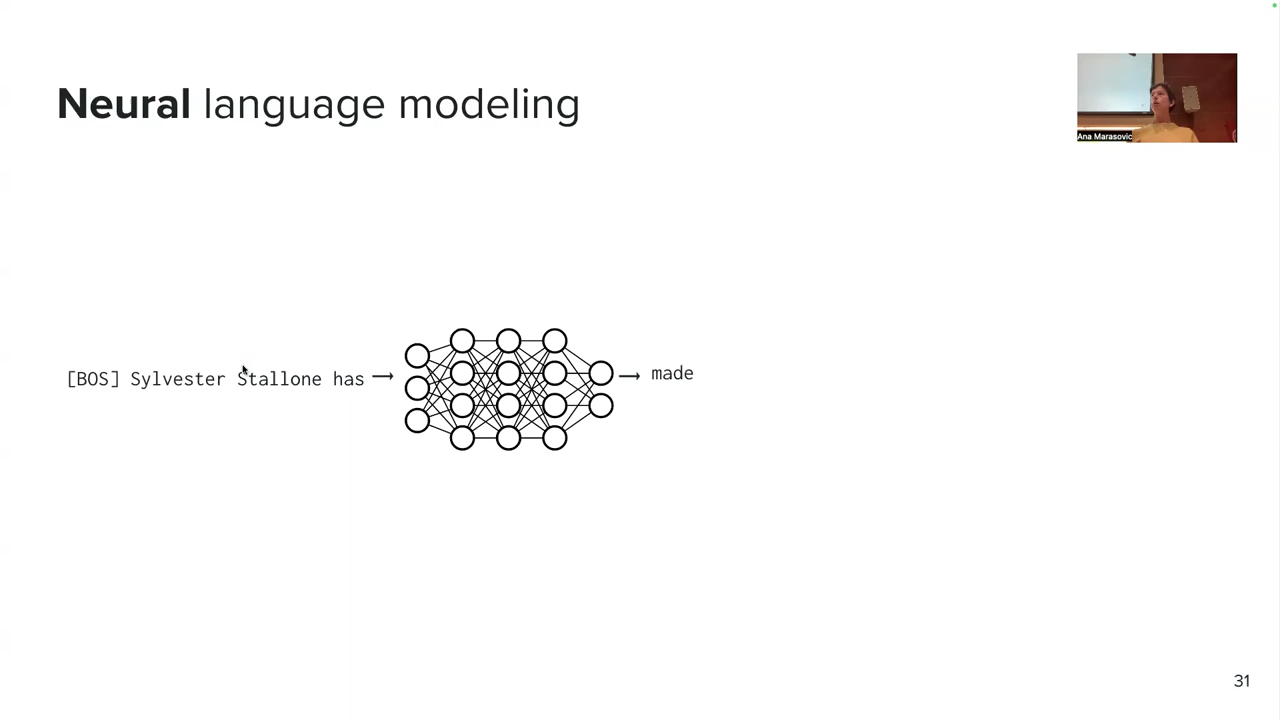 Neural language modeling
Ana Marasovic
[BOS] Sylvester Stallone has
made
31